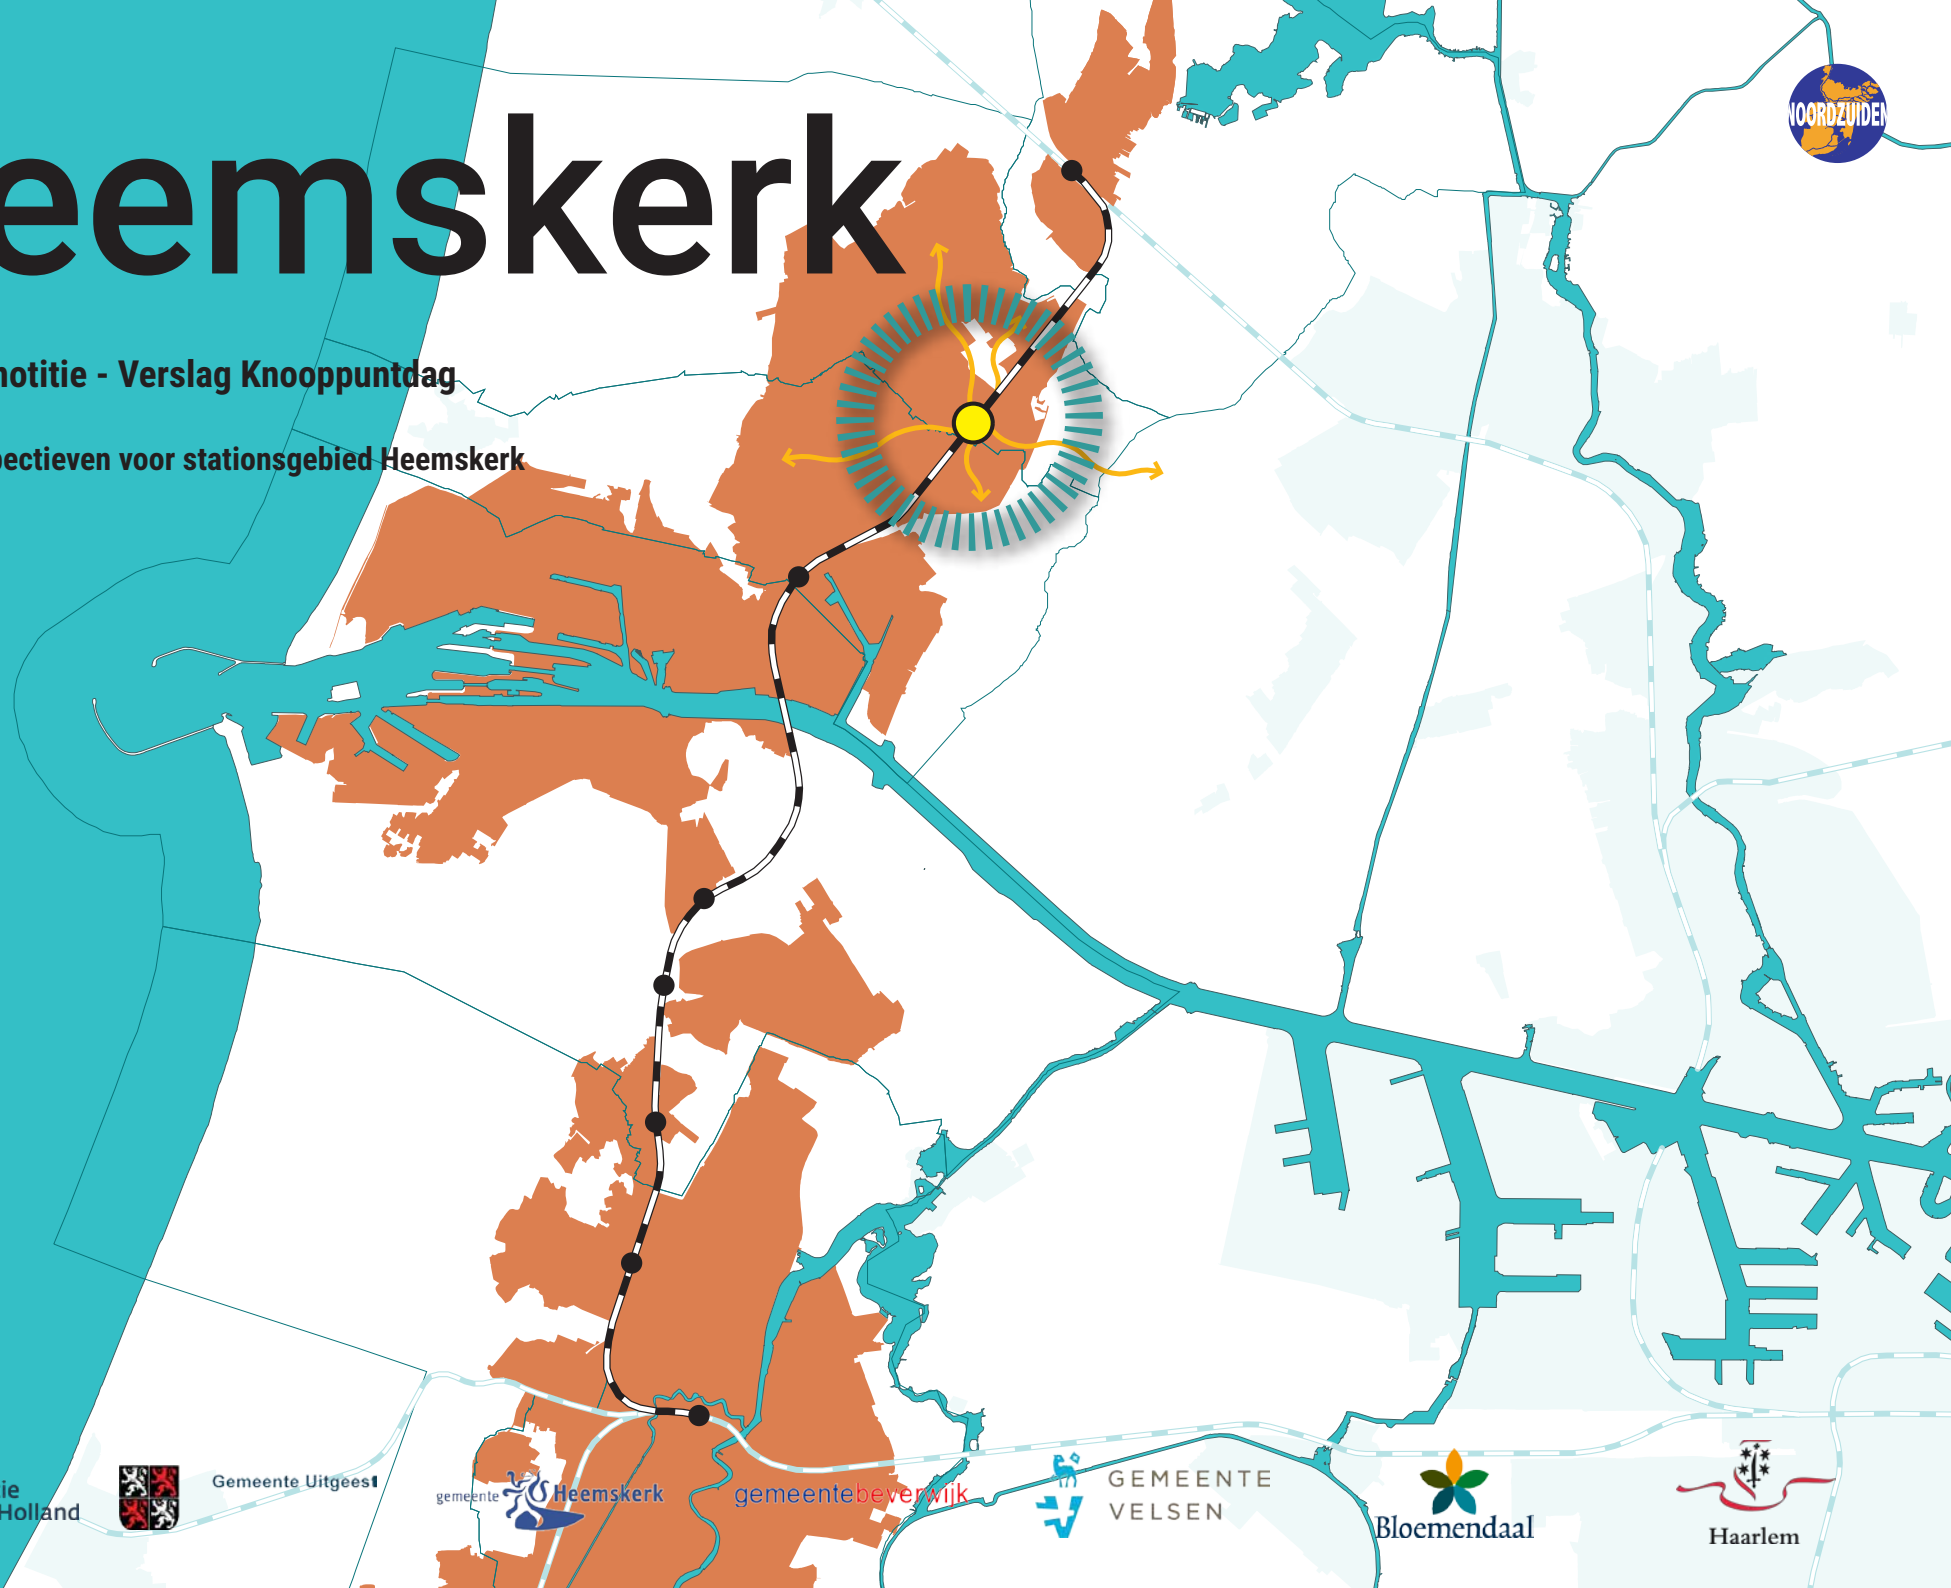 eemskerk
NOORDZUIDEN
notitie - Verslag Knooppuntdag
pectieven voor stationsgebied Heemskerk
ie
Holland
Gemeente Uitgeest
gemeente Heemskerk
gemeentebeverwijk
GEMEENTE
VELSEN
Bloemendaal
Haarlem